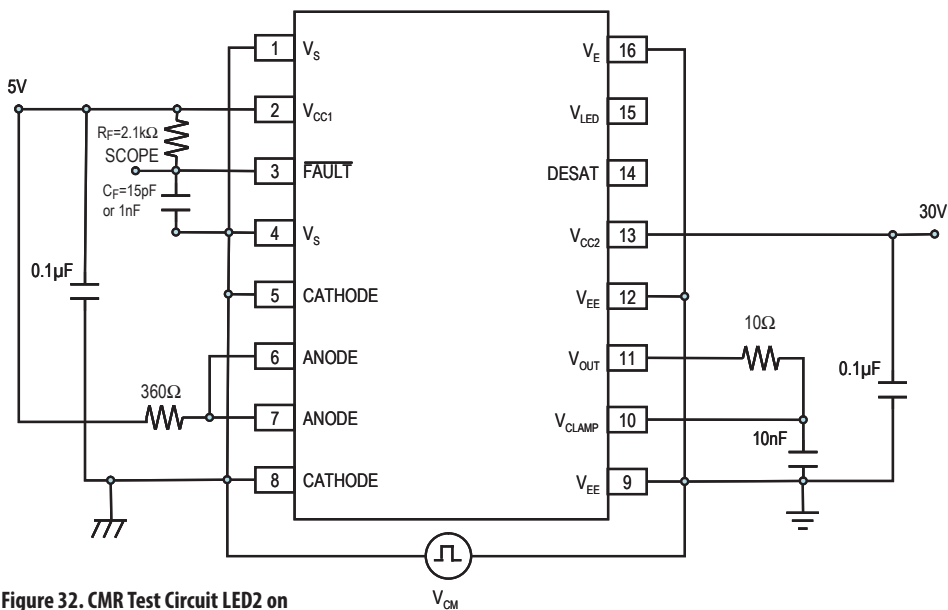 1 V_S
2 V_CC1
3 FAULT
4 V_S
5 CATHODE
6 ANODE
7 ANODE
8 CATHODE
V_E 16
V_LED 15
DESAT 14
V_CC2 13
V_EE 12
V_OUT 11
V_CLAMP 10
V_EE 9
5V
R_F=2.1kΩ
SCOPE
C_F=15pF
or 1nF
0.1µF
360Ω
30V
10Ω
0.1µF
10nF
V_CM
Figure 32. CMR Test Circuit LED2 on